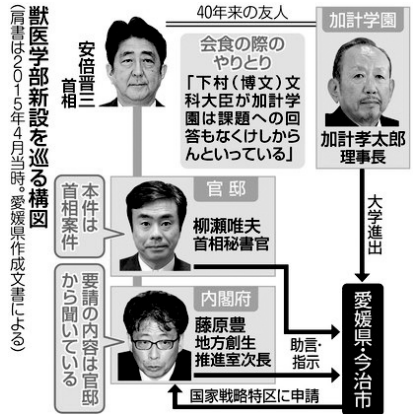 獣医学部新設を巡る構図
(肩書は2015年4月当時。愛媛県作成文書による)
40年来の友人
安倍晋三
首相
会食の際の
やりとり
「下村(博文)文
科大臣が加計学
園は課題への回
答もなくけしから
んといっている」
加計学園
加計孝太郎
理事長
大学進出
本件は
首相案件
官邸
柳瀬唯夫
首相秘書官
要請の内容は官邸
から聞いている
内閣府
藤原豊
地方創生
推進室次長
助言・
指示
愛媛県・今治市
国家戦略特区に申請